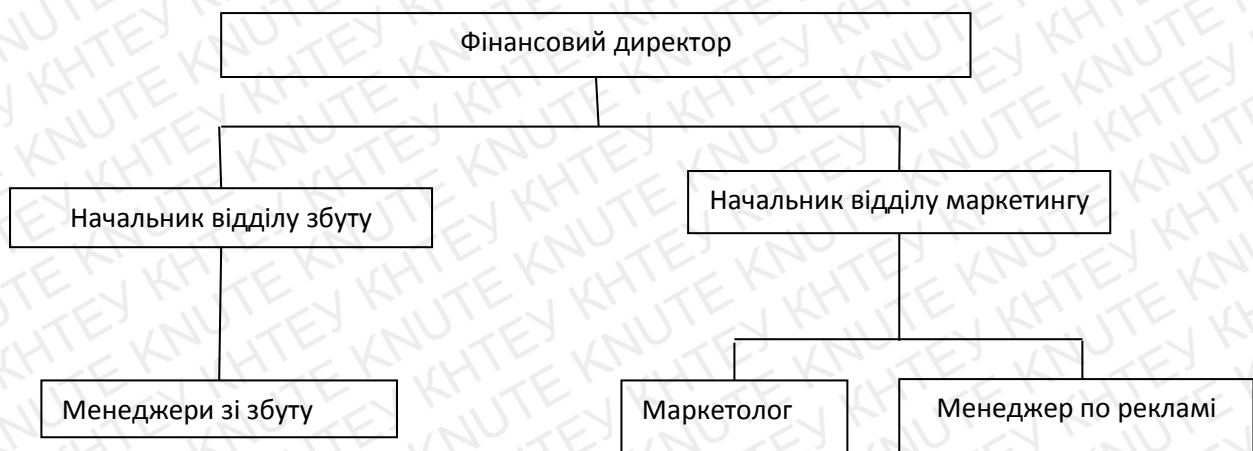 Фінансовий директор
Начальник відділу збуту
Начальник відділу маркетингу
Менеджери зі збуту
Маркетолог
Менеджер по рекламі